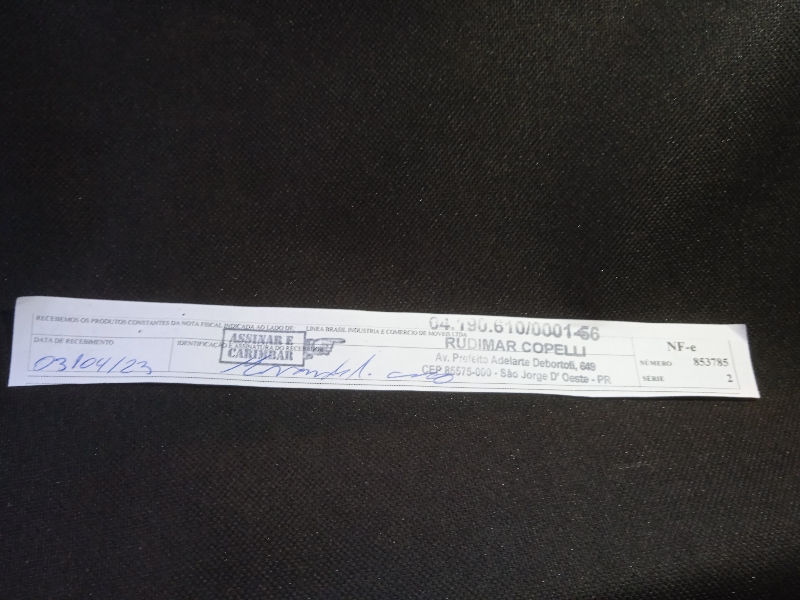 RECEBEMOS OS PRODUTOS CONSTANTES DA NOTA FISCAL INDICADA AO LADO DE: LINEA BRASIL INDUSTRIA E COMERCIO DE MOVEIS LTDA
04.190.610/0001-56
DATA DE RECEBIMENTO
IDENTIFICAÇÃO E ASSINATURA DO RECEBEDOR
ASSINAR E
CARIMBAR
RUDIMAR COPELLI
Av. Prefeito Adelarte Debortoli, 649
CEP 85575-000 - São Jorge D' Oeste - PR
03/04/23
NF-e
NÚMERO 853785
SÉRIE 2